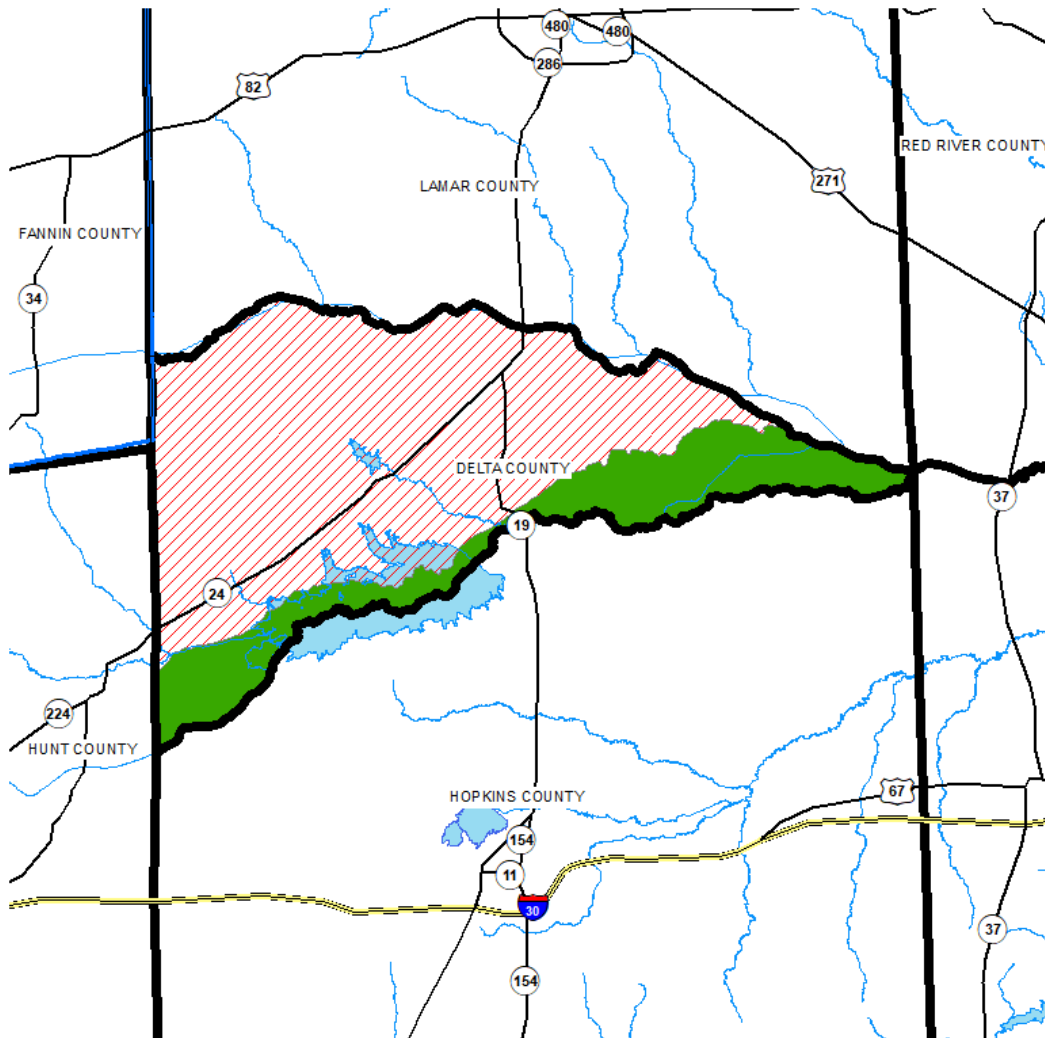 480
480
286
82
RED RIVER COUNTY
271
LAMAR COUNTY
FANNIN COUNTY
34
DELTA COUNTY
37
19
24
224
HUNT COUNTY
67
HOPKINS COUNTY
154
11
30
37
154